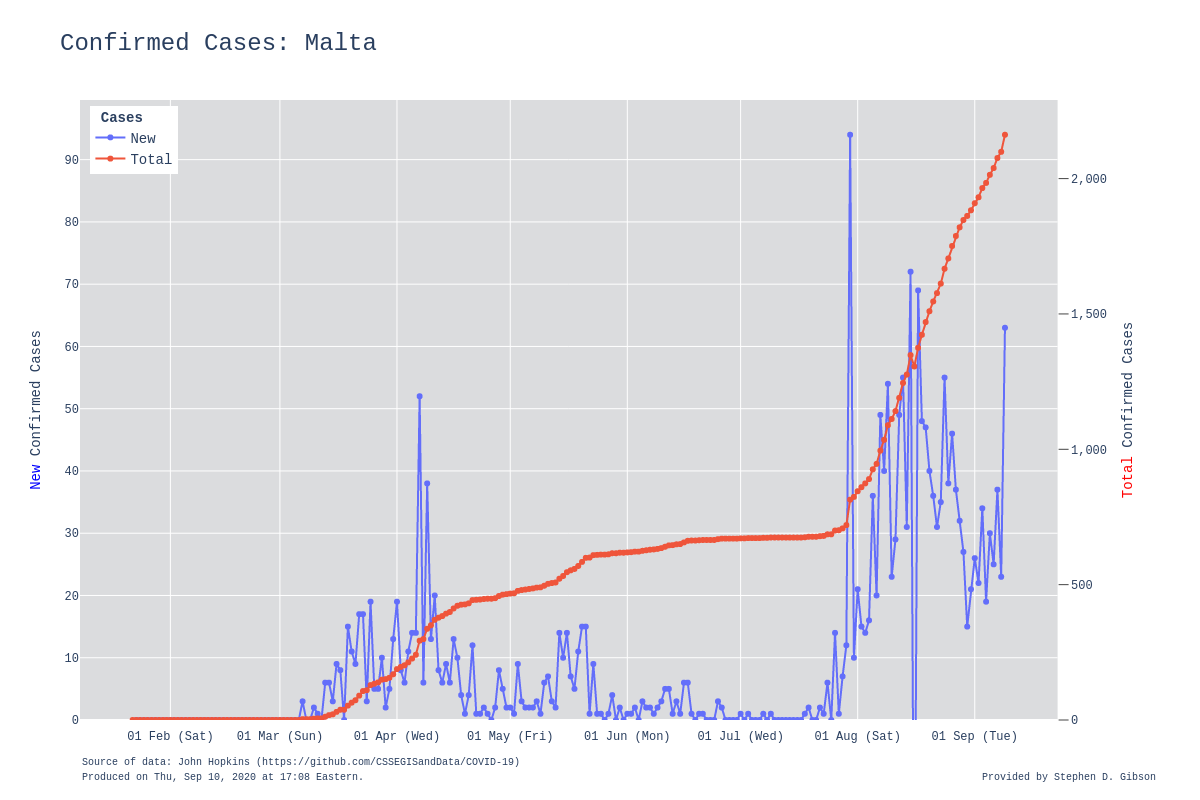 Confirmed Cases: Malta
Cases
New
Total
90
80
70
60
50
40
30
20
10
0
New Confirmed Cases
2,000
1,500
1,000
500
0
Total Confirmed Cases
01 Feb (Sat)
01 Mar (Sun)
01 Apr (Wed)
01 May (Fri)
01 Jun (Mon)
01 Jul (Wed)
01 Aug (Sat)
01 Sep (Tue)
Source of data: John Hopkins (https://github.com/CSSEGISandData/COVID-19)
Produced on Thu, Sep 10, 2020 at 17:08 Eastern.
Provided by Stephen D. Gibson